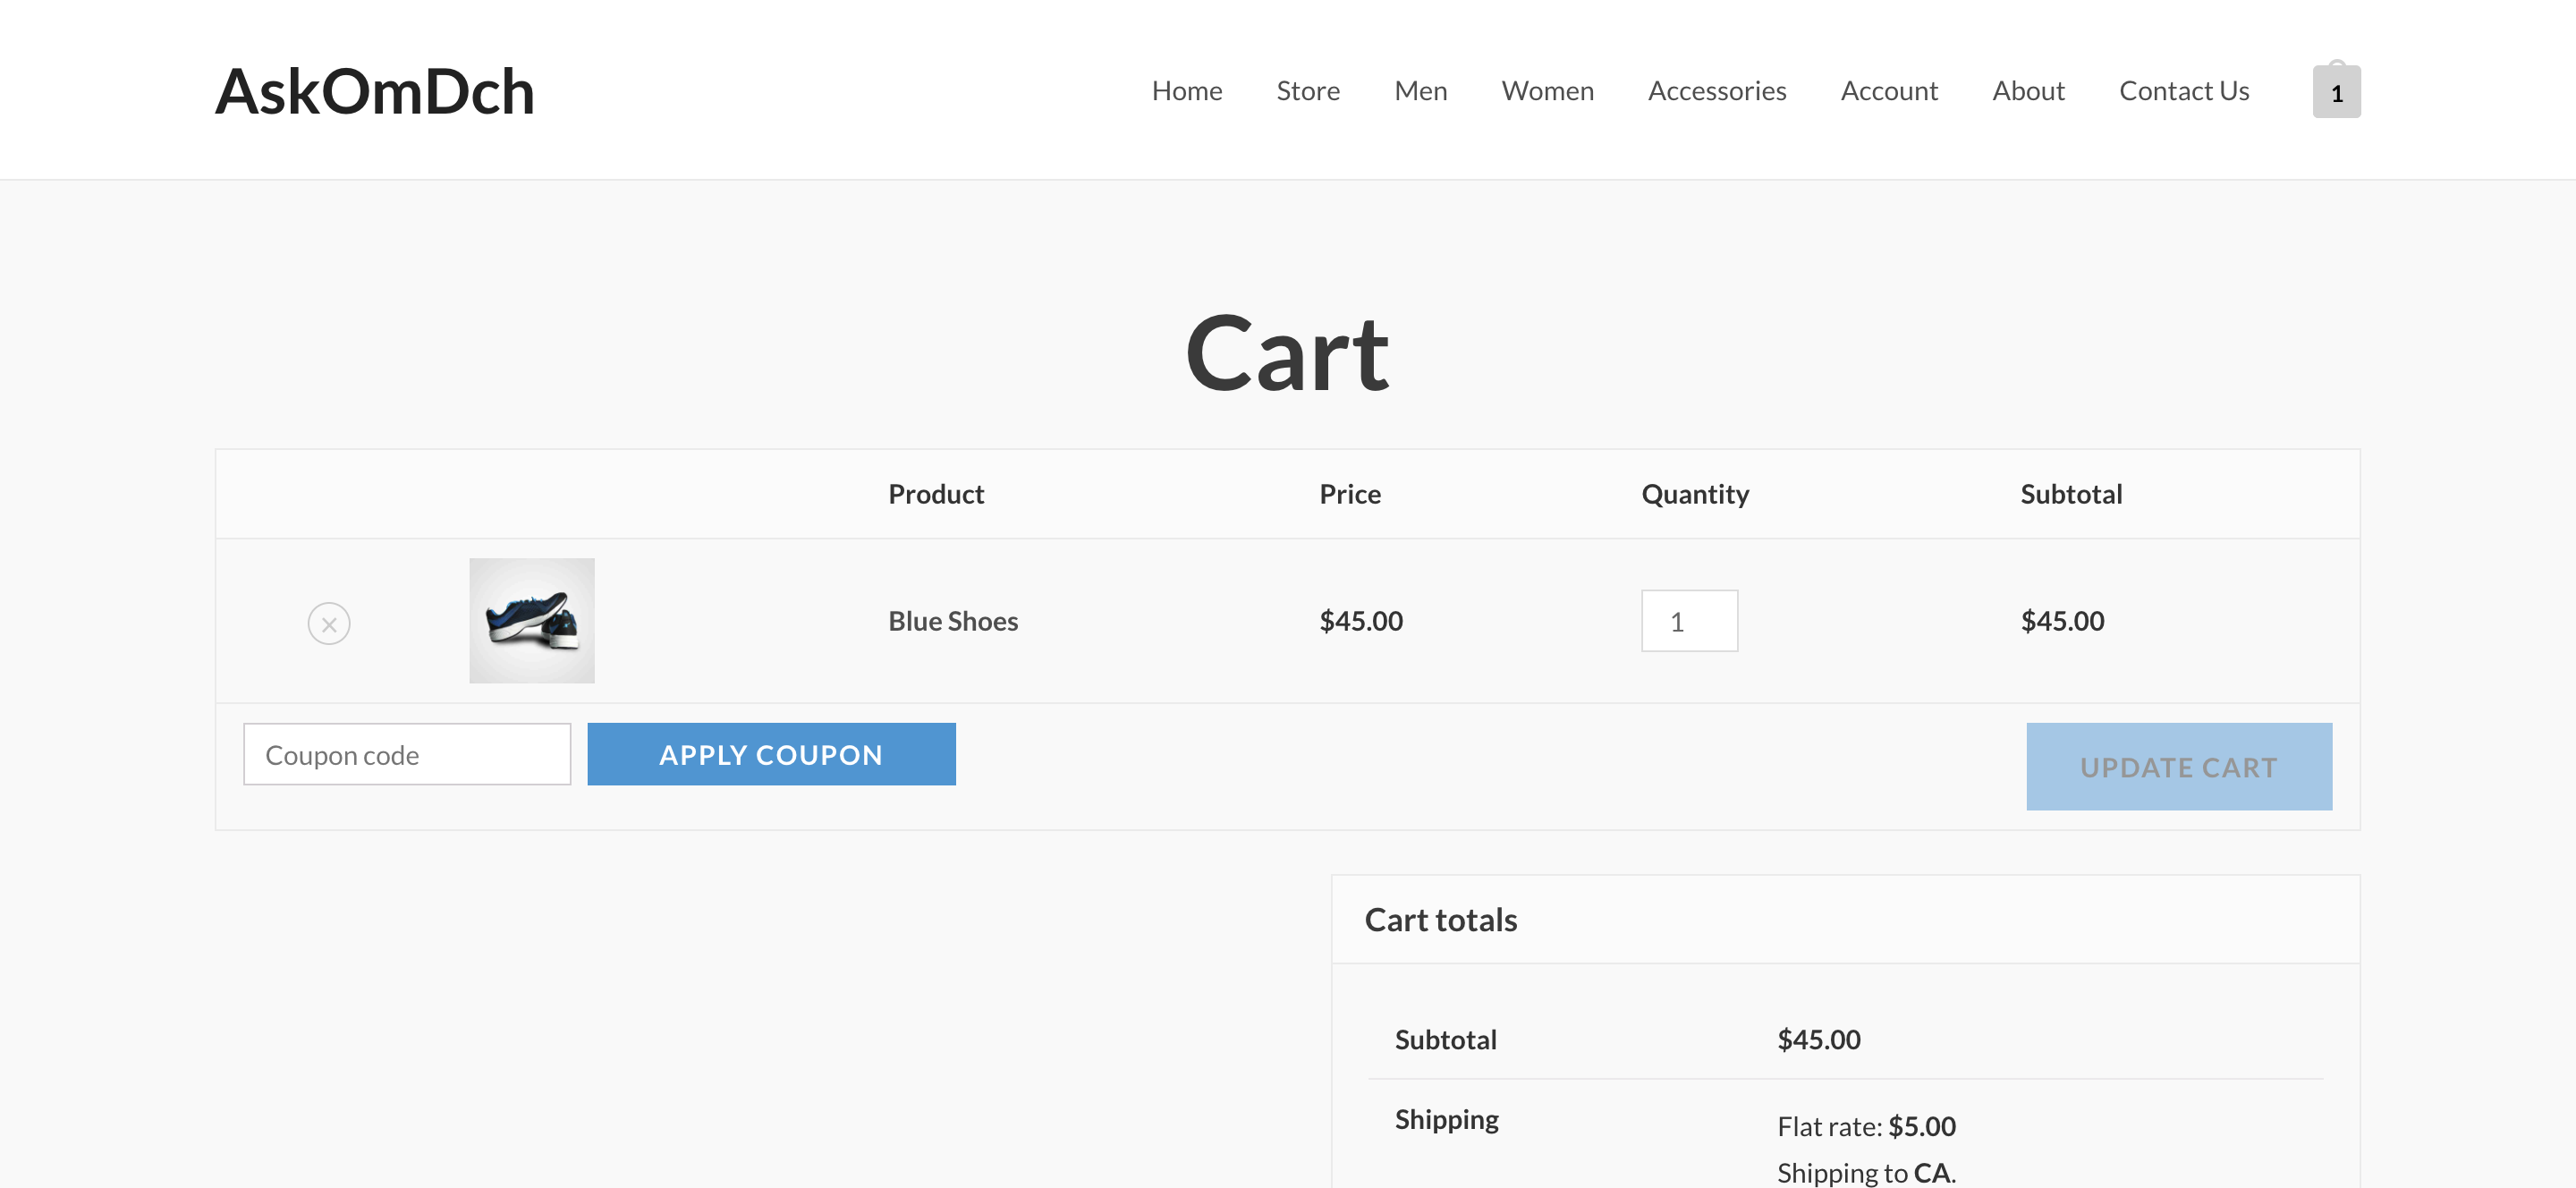 AskOmDch
Home Store Men Women Accessories Account About Contact Us 1
Cart
Product Price Quantity Subtotal
× Blue Shoes $45.00 1 $45.00
Coupon code APPLY COUPON UPDATE CART
Cart totals
Subtotal $45.00
Shipping Flat rate: $5.00
Shipping to CA.